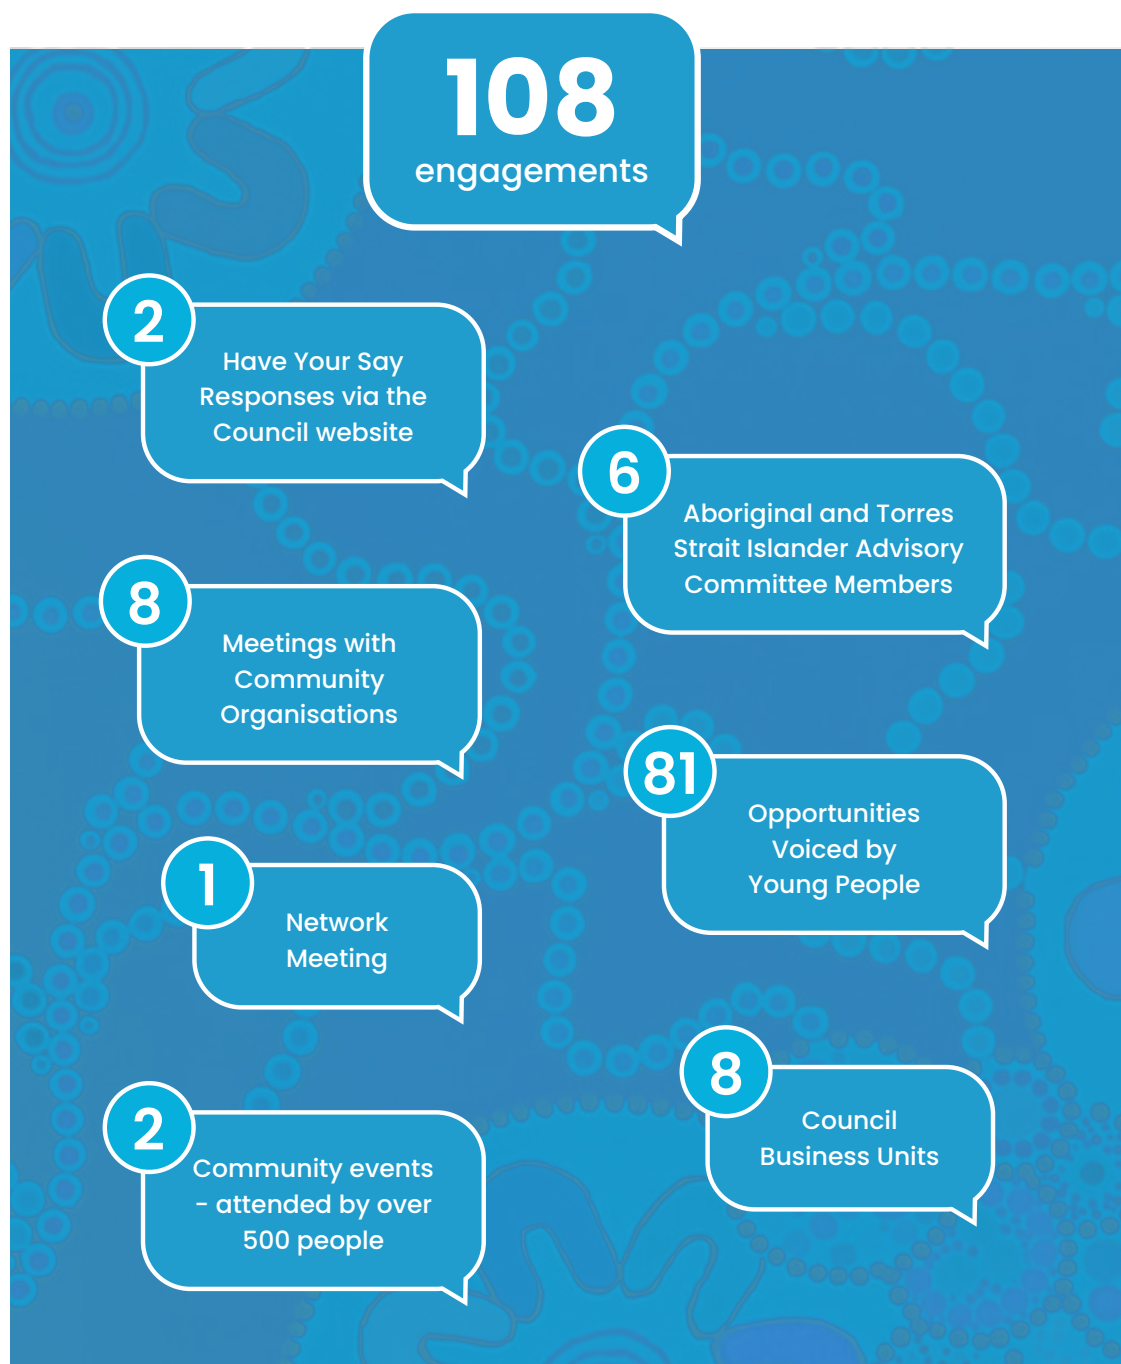 108
engagements
2
Have Your Say
Responses via the
Council website
6
Aboriginal and Torres
Strait Islander Advisory
Committee Members
8
Meetings with
Community
Organisations
81
Opportunities
Voiced by
Young People
1
Network
Meeting
8
Council
Business Units
2
Community events
- attended by over
500 people